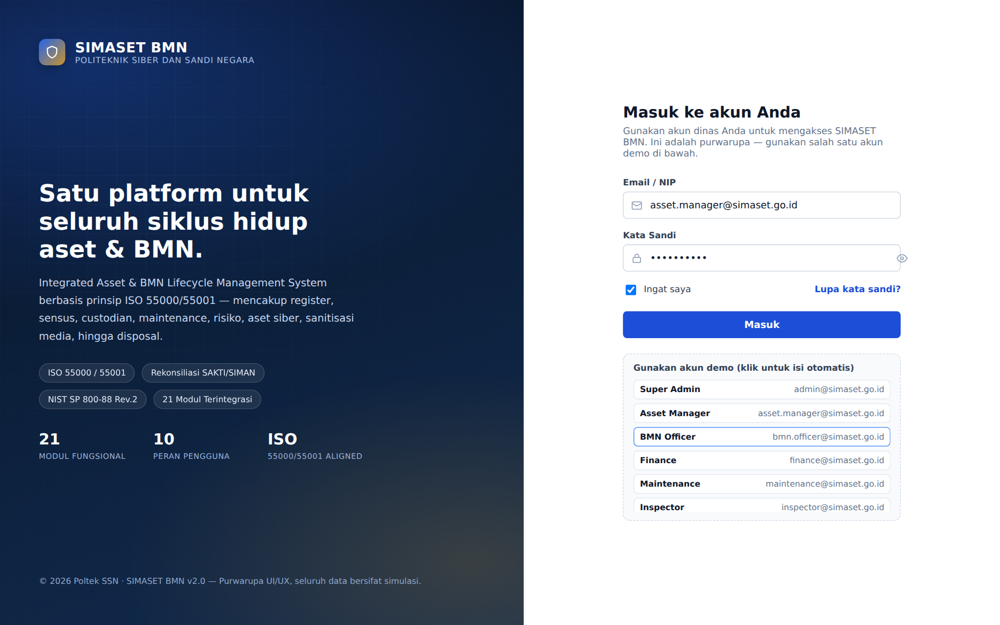 SIMASET BMN
POLITEKNIK SIBER DAN SANDI NEGARA
Satu platform untuk
seluruh siklus hidup
aset & BMN.
Integrated Asset & BMN Lifecycle Management System
berbasis prinsip ISO 55000/55001 — mencakup register,
sensus, custodian, maintenance, risiko, aset siber, sanitisasi
media, hingga disposal.
ISO 55000 / 55001
Rekonsiliasi SAKTI/SIMAN
NIST SP 800-88 Rev.2
21 Modul Terintegrasi
21
MODUL FUNGSIONAL
10
PERAN PENGGUNA
ISO
55000/55001 ALIGNED
© 2026 Poltek SSN · SIMASET BMN v2.0 — Purwarupa UI/UX, seluruh data bersifat simulasi.
Masuk ke akun Anda
Gunakan akun dinas Anda untuk mengakses SIMASET
BMN. Ini adalah purwarupa — gunakan salah satu akun
demo di bawah.
Email / NIP
asset.manager@simaset.go.id
Kata Sandi
••••••••••
Ingat saya
Lupa kata sandi?
Masuk
Gunakan akun demo (klik untuk isi otomatis)
Super Admin admin@simaset.go.id
Asset Manager asset.manager@simaset.go.id
BMN Officer bmn.officer@simaset.go.id
Finance finance@simaset.go.id
Maintenance maintenance@simaset.go.id
Inspector inspector@simaset.go.id